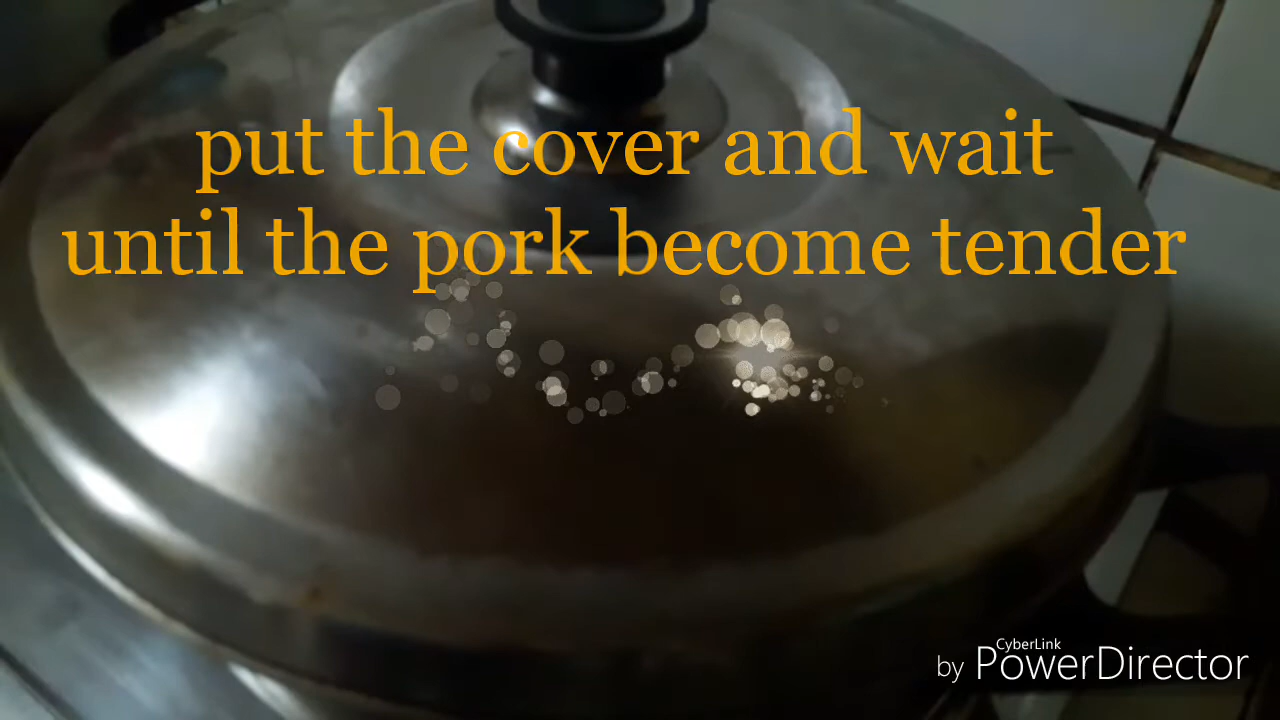 put the cover and wait
until the pork become tender
CyberLink
by PowerDirector